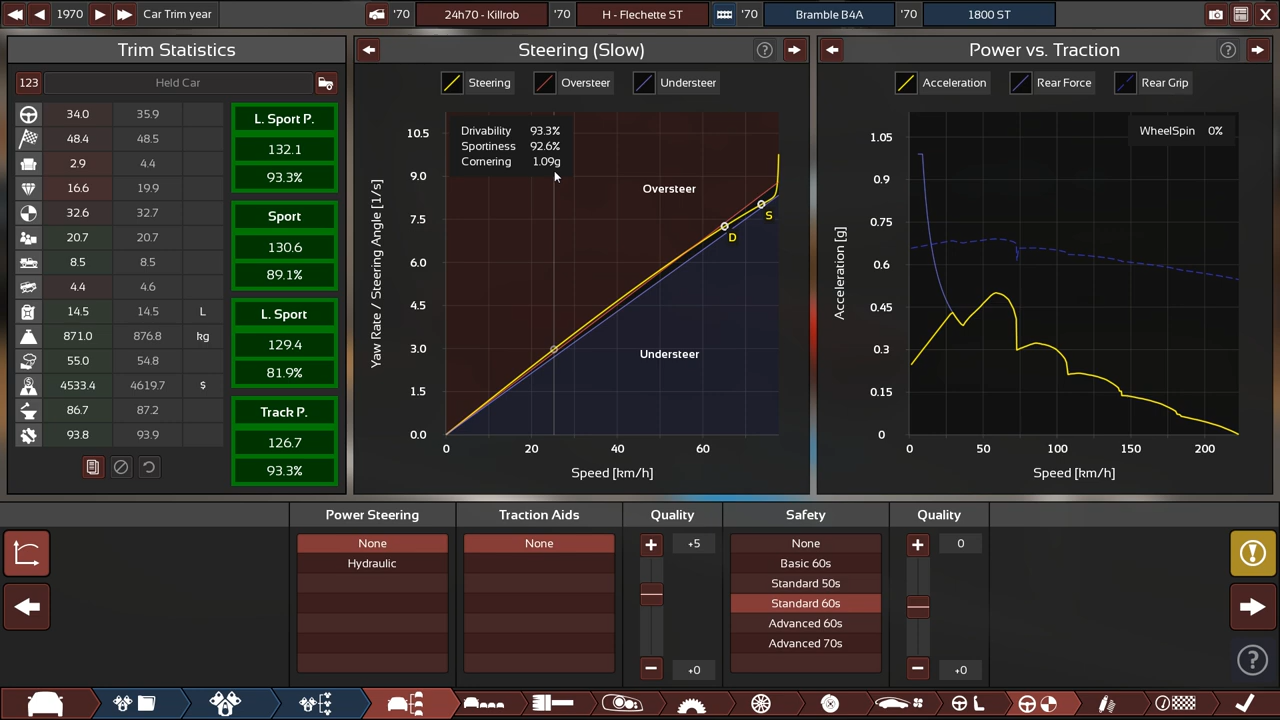 1970
Car Trim year
'70
24h70 - Killrob
'70
H - Flechette ST
'70
Bramble B4A
'70
1800 ST
Trim Statistics
123
Held Car
34.0 35.9
48.4 48.5
2.9 4.4
16.6 19.9
32.6 32.7
20.7 20.7
8.5 8.5
4.4 4.6
14.5 14.5 L
871.0 876.8 kg
55.0 54.8
4533.4 4619.7 $
86.7 87.2
93.8 93.9
L. Sport P.
132.1
93.3%
Sport
130.6
89.1%
L. Sport
129.4
81.9%
Track P.
126.7
93.3%
Steering (Slow)
?
Steering
Oversteer
Understeer
Drivability 93.3%
Sportiness 92.6%
Cornering 1.09g
Oversteer
Understeer
D
S
Yaw Rate / Steering Angle [1/s]
10.5
9.0
7.5
6.0
4.5
3.0
1.5
0.0
0 20 40 60
Speed [km/h]
Power vs. Traction
?
Acceleration
Rear Force
Rear Grip
WheelSpin 0%
Acceleration [g]
1.05
0.9
0.75
0.6
0.45
0.3
0.15
0
0 50 100 150 200
Speed [km/h]
Power Steering
None
Hydraulic
Traction Aids
None
Quality
+
+5
−
+0
Safety
None
Basic 60s
Standard 50s
Standard 60s
Advanced 60s
Advanced 70s
Quality
+
0
−
+0
?